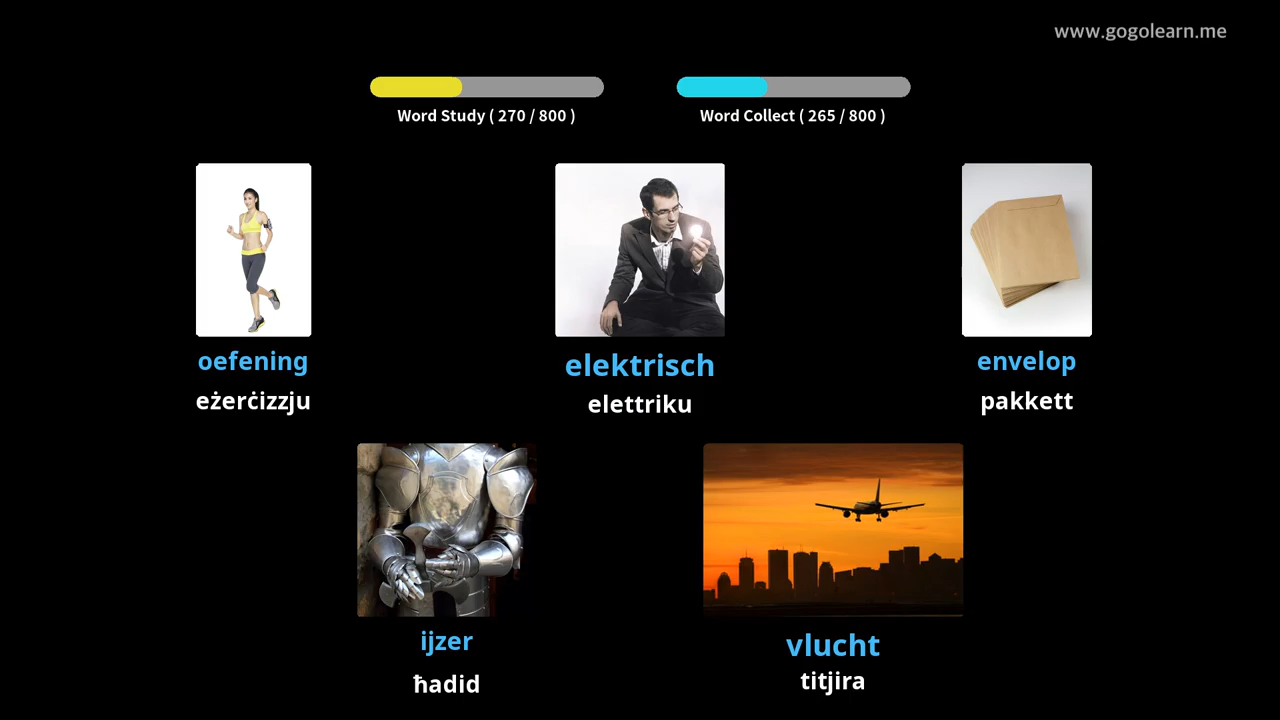 www.gogolearn.me
Word Study ( 270 / 800 )
Word Collect ( 265 / 800 )
oefening
eżerċizzju
elektrisch
elettriku
envelop
pakkett
ijzer
ħadid
vlucht
titjira